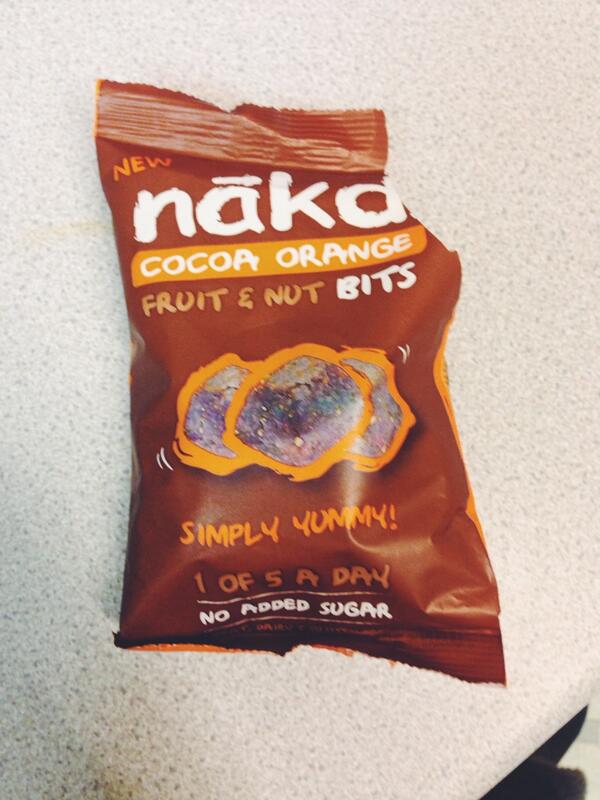 NEW
nākd
COCOA ORANGE
FRUIT & NUT BITS
SIMPLY YUMMY!
1 OF 5 A DAY
NO ADDED SUGAR